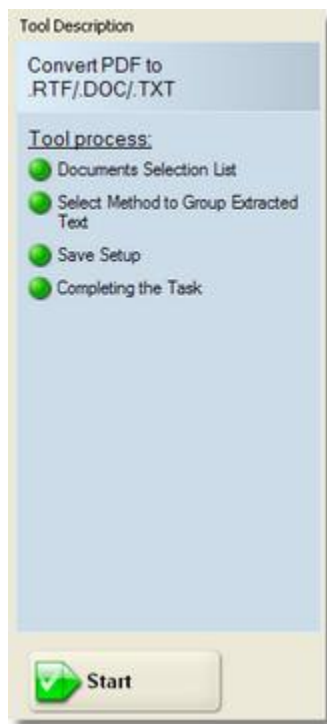 Tool Description
Convert PDF to
.RTF/.DOC/.TXT
Tool process:
Documents Selection List
Select Method to Group Extracted
Text
Save Setup
Completing the Task
Start